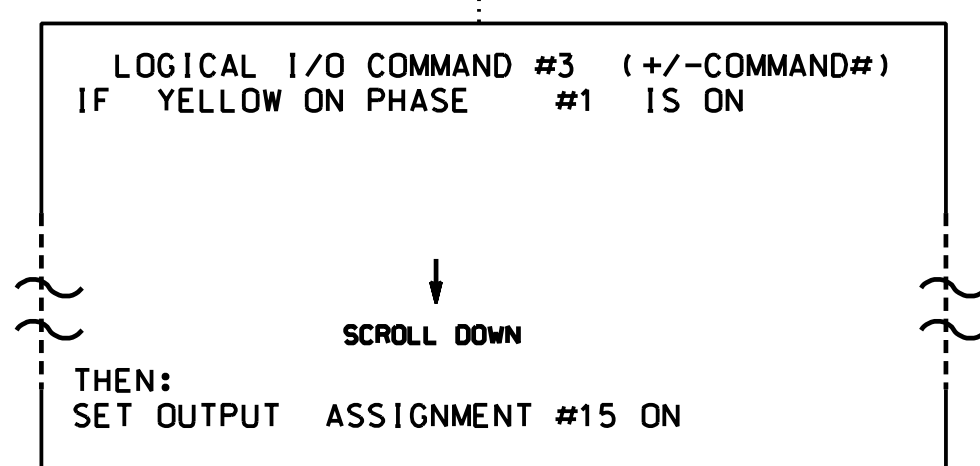 LOGICAL I/O COMMAND #3 (+/-COMMAND#)
IF YELLOW ON PHASE #1 IS ON
SCROLL DOWN
THEN:
SET OUTPUT ASSIGNMENT #15 ON